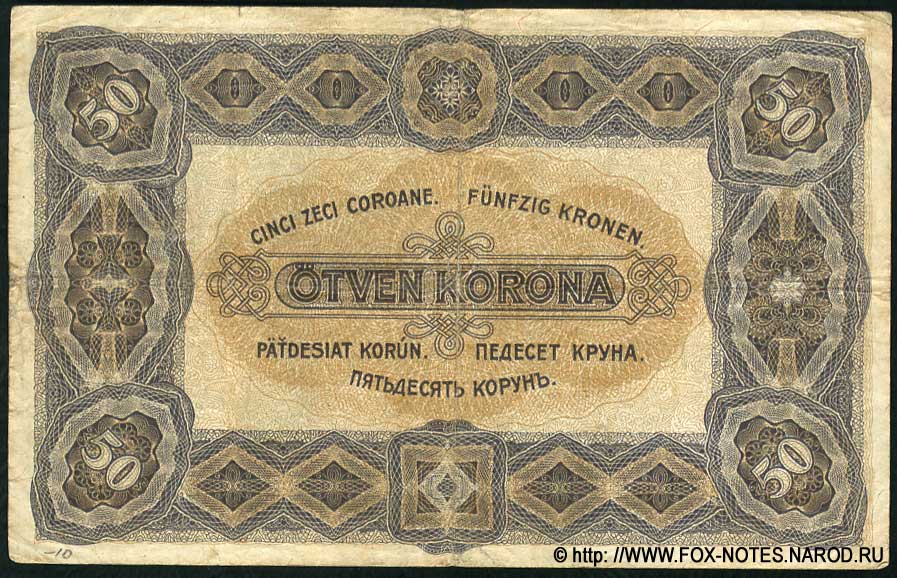 50
50
CINCI ZECI COROANE. FÜNFZIG KRONEN.
ÖTVEN KORONA
PÄŤDESIAT KORÚN. ПЕДЕСЕТ КРУНА.
ПЯТЬДЕСЯТЬ КОРУНЪ.
50
50
-10
© http: //WWW.FOX-NOTES.NAROD.RU